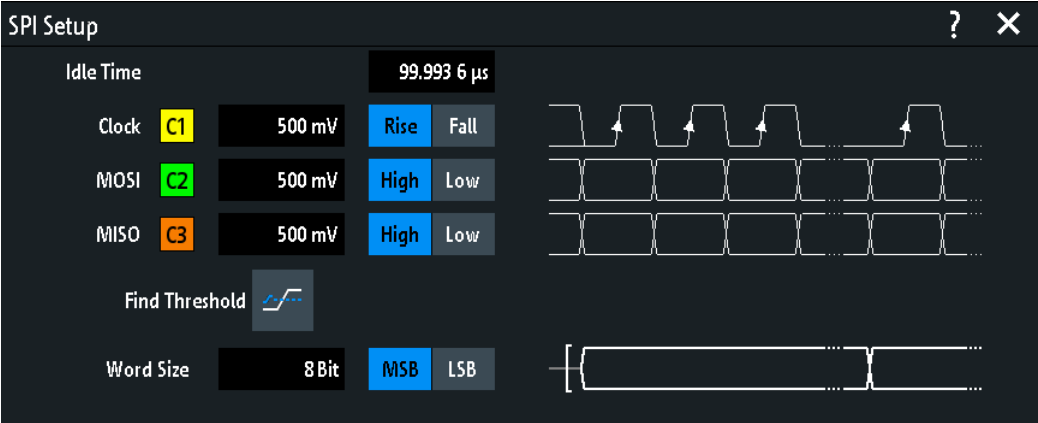 SPI Setup ? ×
Idle Time 99.993 6 µs
Clock C1 500 mV Rise Fall
MOSI C2 500 mV High Low
MISO C3 500 mV High Low
Find Threshold
Word Size 8 Bit MSB LSB